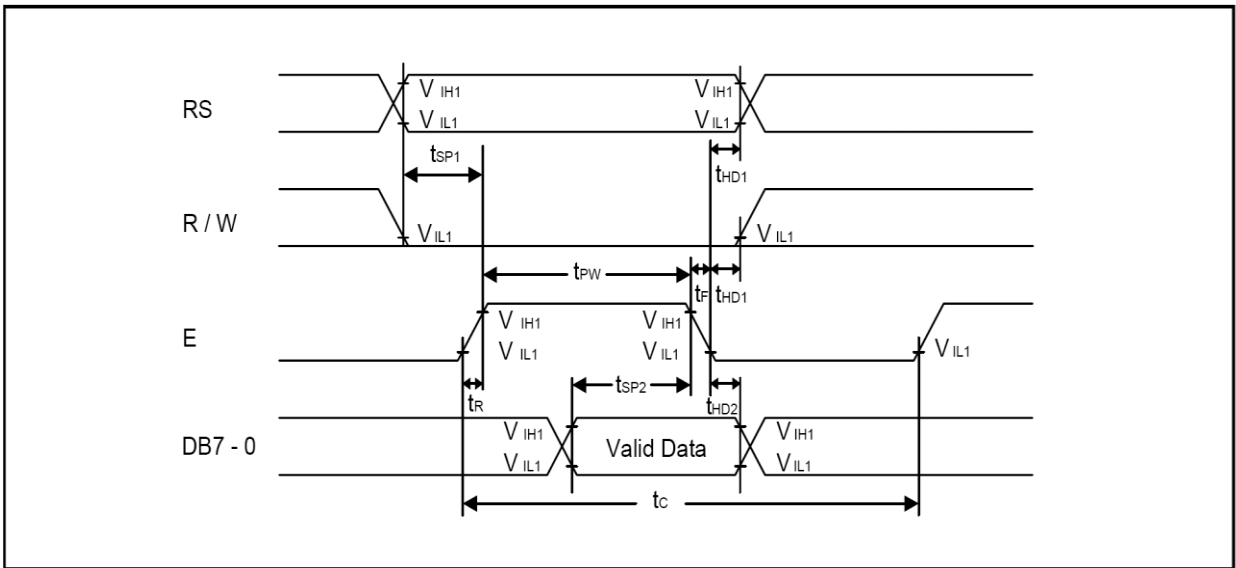 RS
V IH1
V IL1
V IH1
V IL1
tSP1
tHD1
R / W
V IL1
V IL1
tPW
tF
tHD1
E
V IH1
V IL1
V IH1
V IL1
V IL1
tR
tSP2
tHD2
DB7 - 0
V IH1
V IL1
Valid Data
V IH1
V IL1
tC